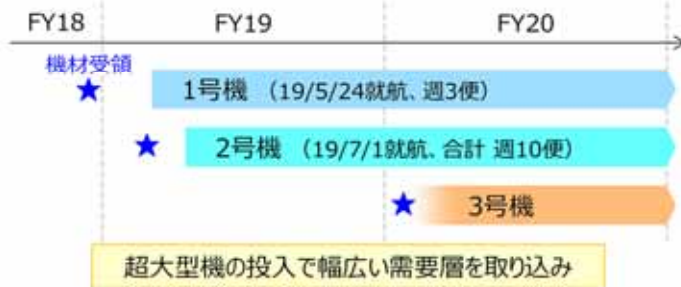 FY18 FY19 FY20
機材受領
1号機 （19/5/24就航、週3便）
2号機 （19/7/1就航、合計 週10便）
3号機
超大型機の投入で幅広い需要層を取り込み